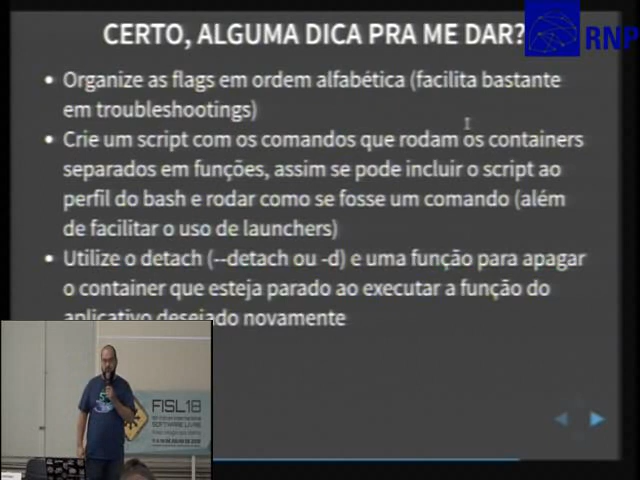 CERTO, ALGUMA DICA PRA ME DAR?
RNP
• Organize as flags em ordem alfabética (facilita bastante
em troubleshootings)
• Crie um script com os comandos que rodam os containers
separados em funções, assim se pode incluir o script ao
perfil do bash e rodar como se fosse um comando (além
de facilitar o uso de launchers)
• Utilize o detach (--detach ou -d) e uma função para apagar
o container que esteja parado ao executar a função do
aplicativo desejado novamente
FISL18
SOFTWARE LIVRE